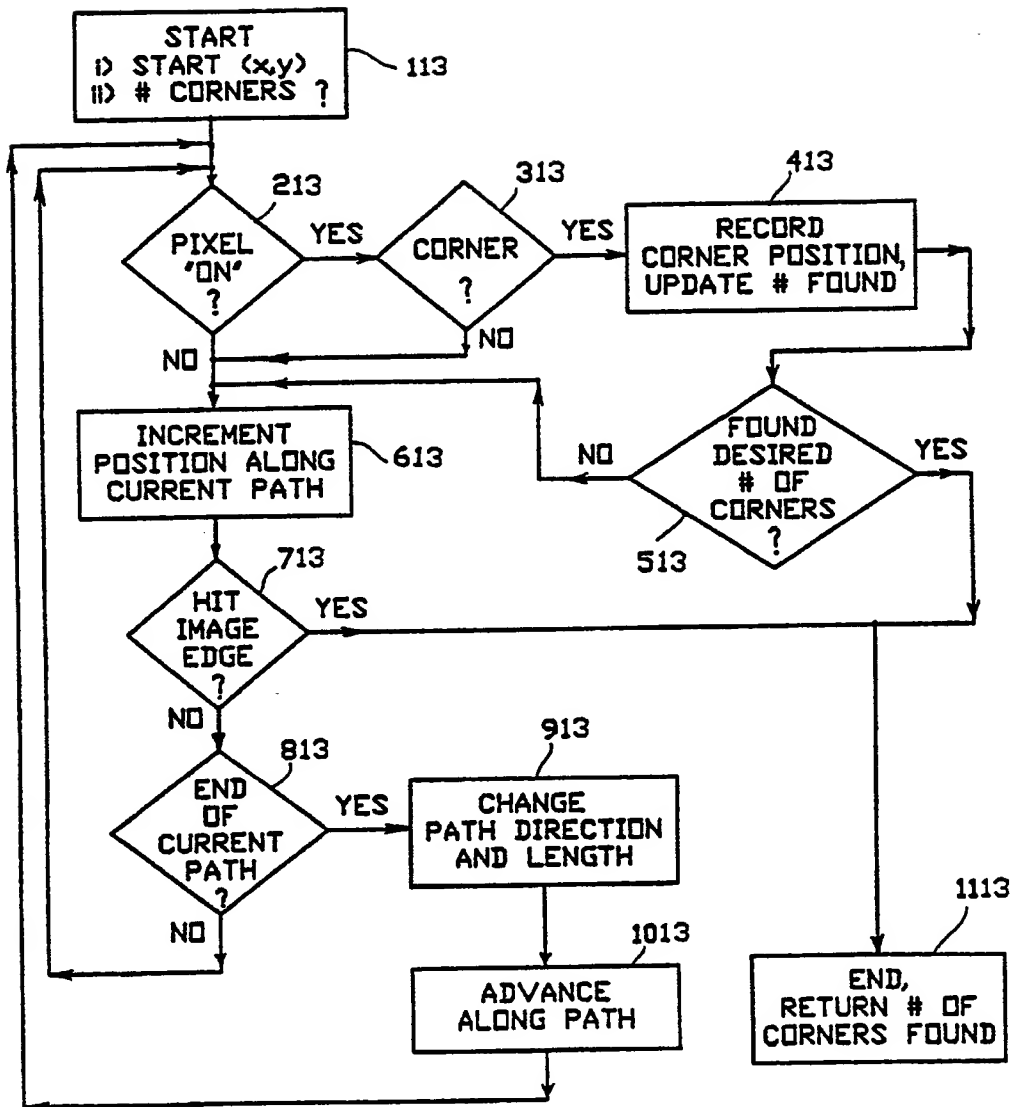 START
i> START (x,y)
ii> # CORNERS ?
113
213
PIXEL
"ON"
?
YES
NO
313
CORNER
?
YES
NO
413
RECORD
CORNER POSITION,
UPDATE # FOUND
FOUND
DESIRED
# OF
CORNERS
?
NO
YES
513
INCREMENT
POSITION ALONG
CURRENT PATH
613
713
HIT
IMAGE
EDGE
?
YES
NO
813
END
OF
CURRENT
PATH
?
YES
NO
913
CHANGE
PATH DIRECTION
AND LENGTH
1013
ADVANCE
ALONG PATH
1113
END,
RETURN # OF
CORNERS FOUND